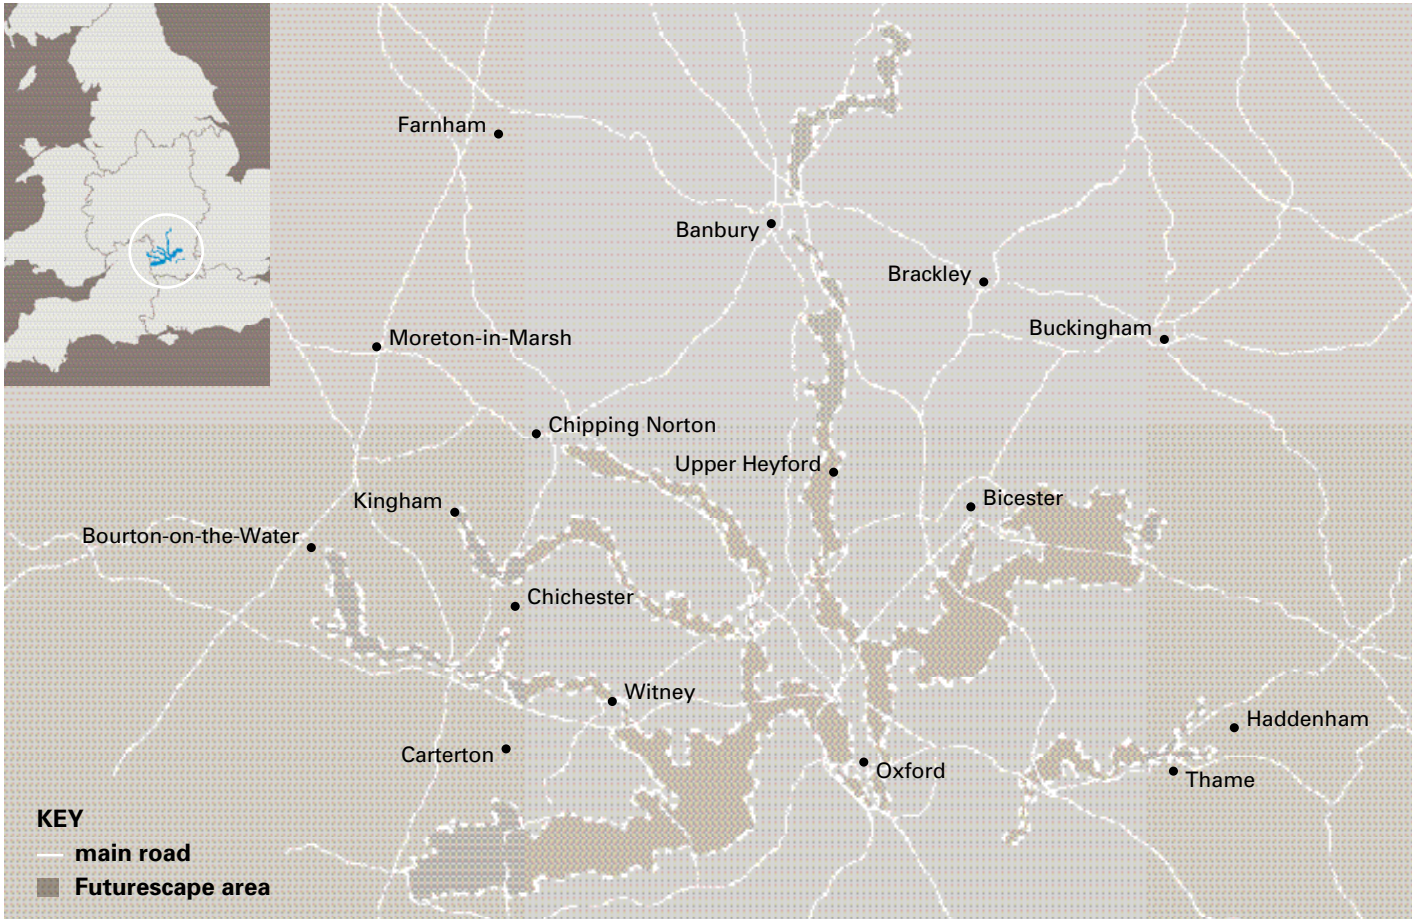 Farnham
Banbury
Brackley
Buckingham
Moreton-in-Marsh
Chipping Norton
Upper Heyford
Kingham
Bicester
Bourton-on-the-Water
Chichester
Witney
Haddenham
Carterton
Oxford
Thame
KEY
main road
Futurescape area